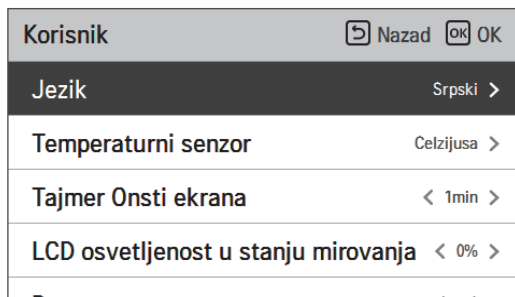 Korisnik Nazad OK OK
Jezik Srpski >
Temperaturni senzor Celzijusa >
Tajmer Onsti ekrana < 1min >
LCD osvetljenost u stanju mirovanja < 0% >